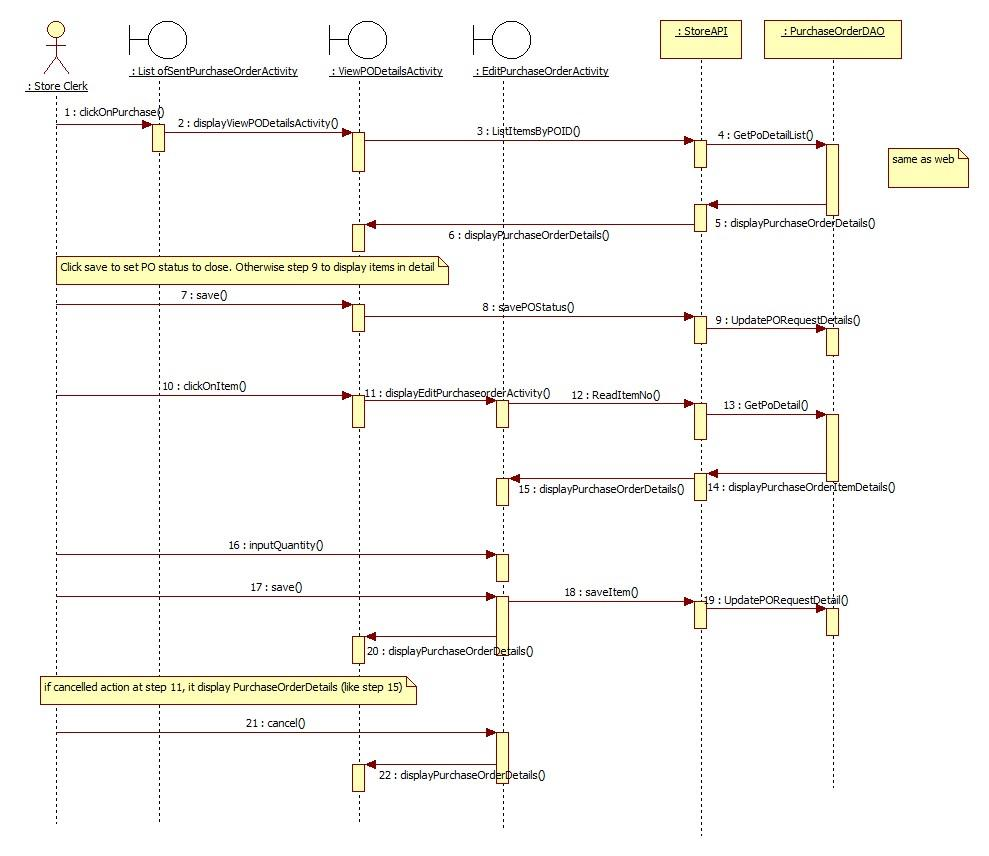 : Store Clerk
: List ofSentPurchaseOrderActivity
: ViewPODetailsActivity
: EditPurchaseOrderActivity
: StoreAPI
: PurchaseOrderDAO
1 : clickOnPurchase()
2 : displayViewPODetailsActivity()
3 : ListItemsByPOID()
4 : GetPoDetailList()
same as web
5 : displayPurchaseOrderDetails()
6 : displayPurchaseOrderDetails()
Click save to set PO status to close. Otherwise step 9 to display items in detail
7 : save()
8 : savePOStatus()
9 : UpdatePORequestDetails()
10 : clickOnItem()
11 : displayEditPurchaseorderActivity()
12 : ReadItemNo()
13 : GetPoDetail()
14 : displayPurchaseOrderItemDetails()
15 : displayPurchaseOrderDetails()
16 : inputQuantity()
17 : save()
18 : saveItem()
19 : UpdatePORequestDetail()
20 : displayPurchaseOrderDetails()
if cancelled action at step 11, it display PurchaseOrderDetails (like step 15)
21 : cancel()
22 : displayPurchaseOrderDetails()